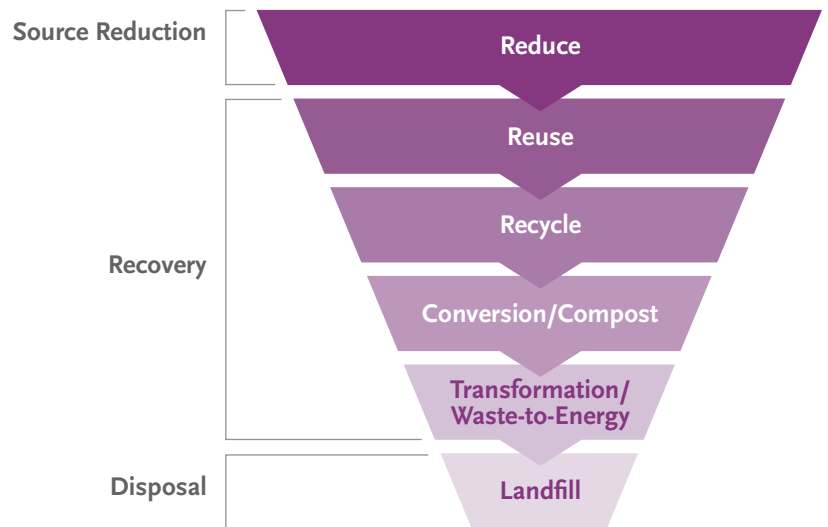 Source Reduction
Reduce
Reuse
Recycle
Recovery
Conversion/Compost
Transformation/
Waste-to-Energy
Disposal
Landfill